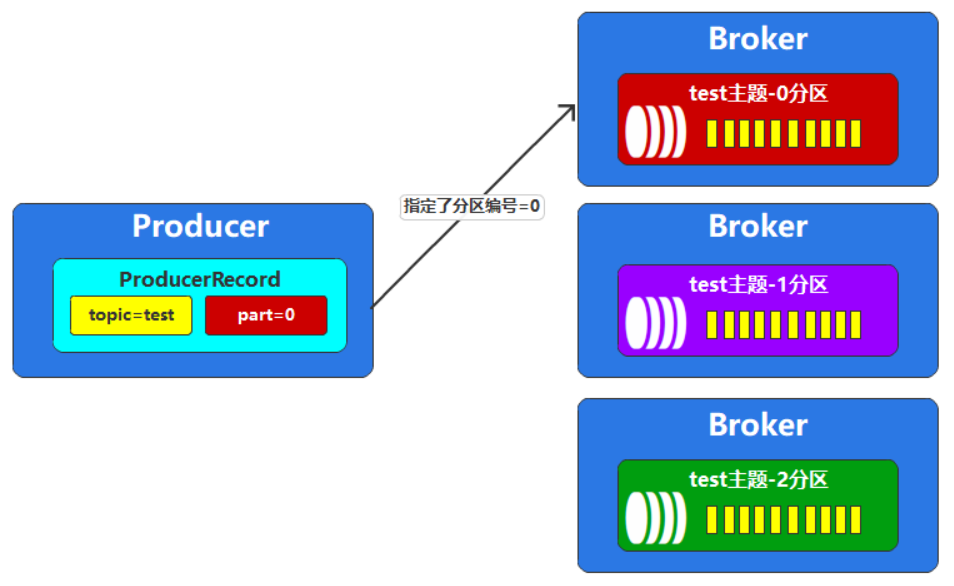 Producer
ProducerRecord
topic=test
part=0
指定了分区编号=0
Broker
test主题-0分区
Broker
test主题-1分区
Broker
test主题-2分区